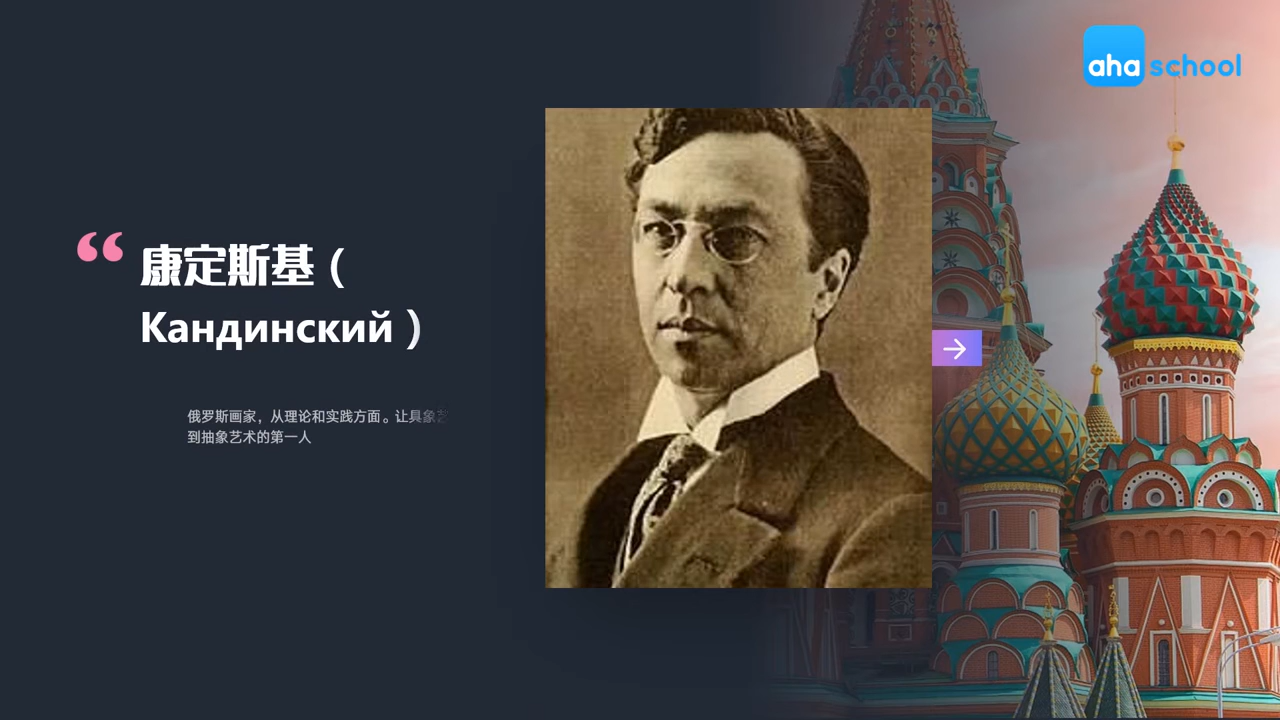 aha school
康定斯基（
Кандинский）
俄罗斯画家，从理论和实践方面。让具象艺
到抽象艺术的第一人